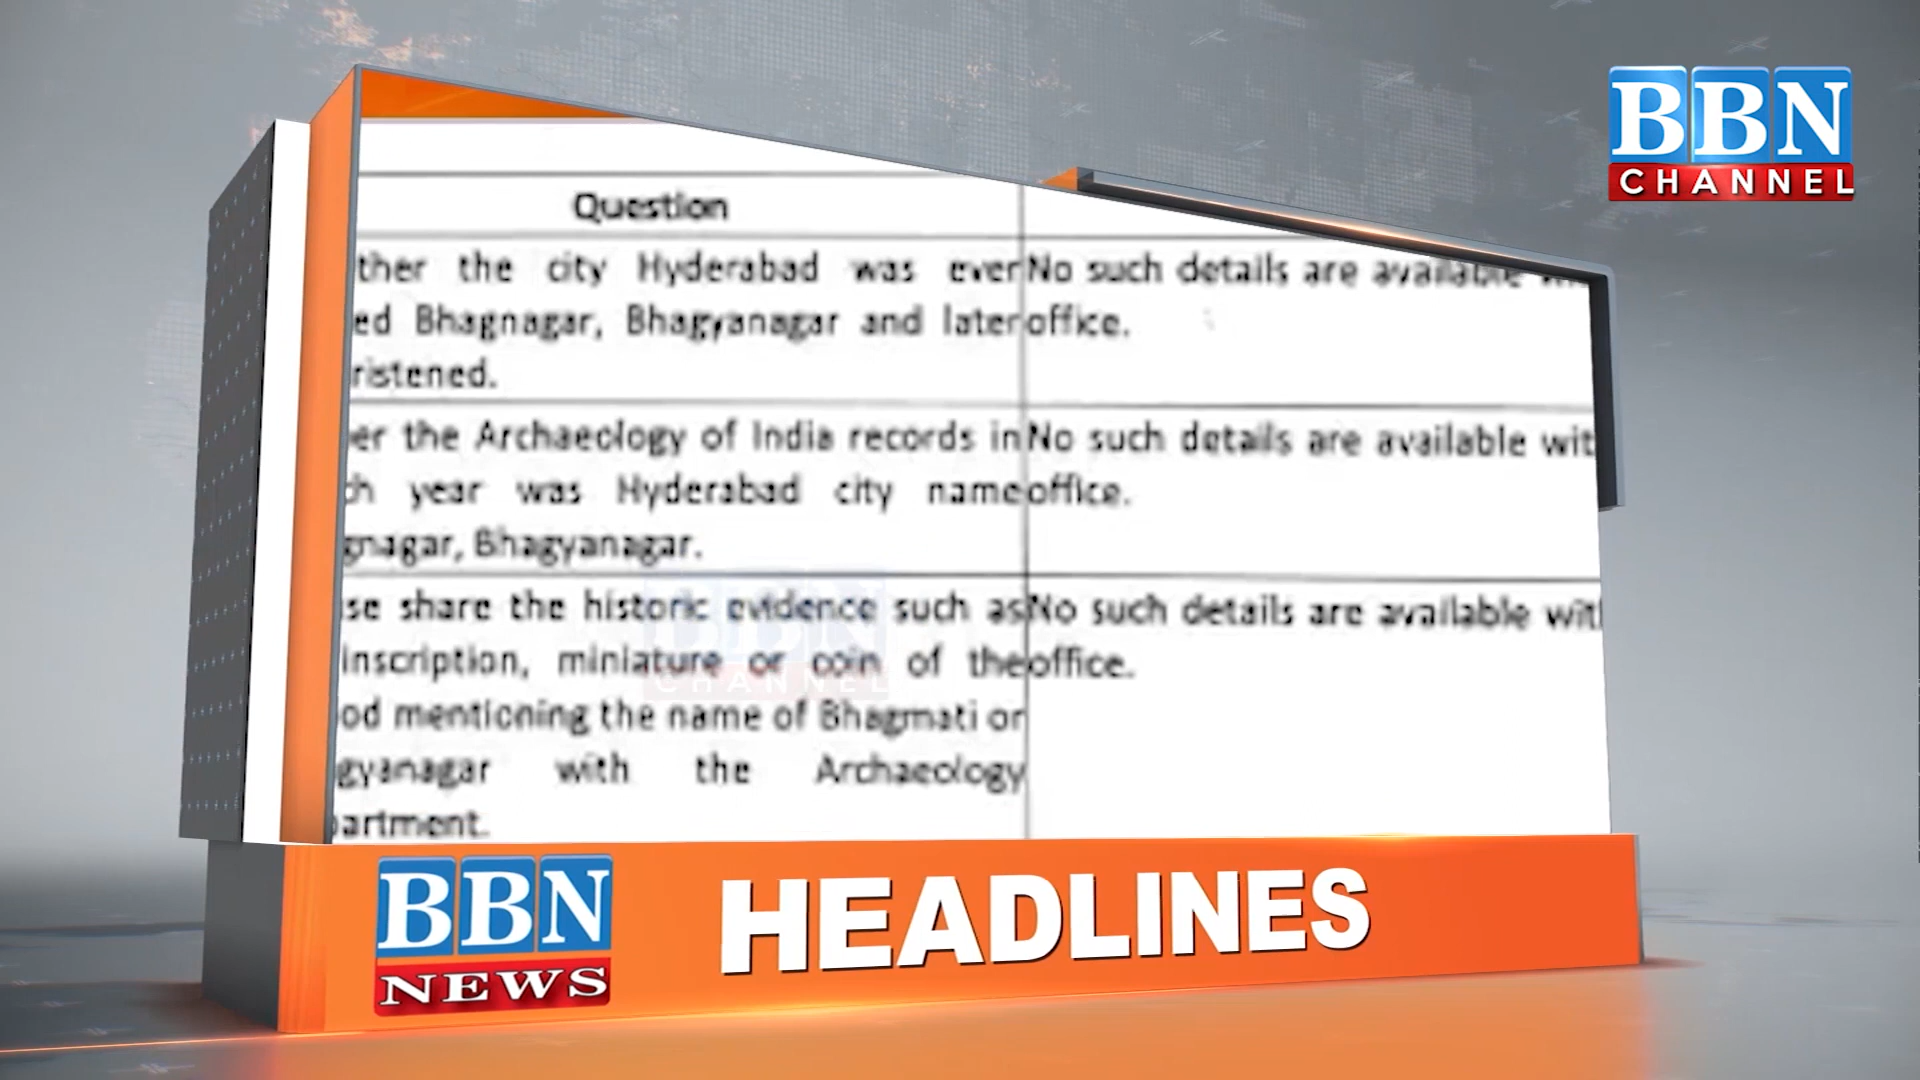 BBN
CHANNEL
Question
ther the city Hyderabad was ever
ed Bhagnagar, Bhagyanagar and later
ristened.
No such details are available
office.
er the Archaeology of India records in
ch year was Hyderabad city name
gnagar, Bhagyanagar.
No such details are available wit
office.
se share the historic evidence such as
inscription, miniature or coin of the
od mentioning the name of Bhagmati or
gyanagar with the Archaeology
partment.
No such details are available wit
office.
BBN
CHANNEL
BBN
NEWS
HEADLINES